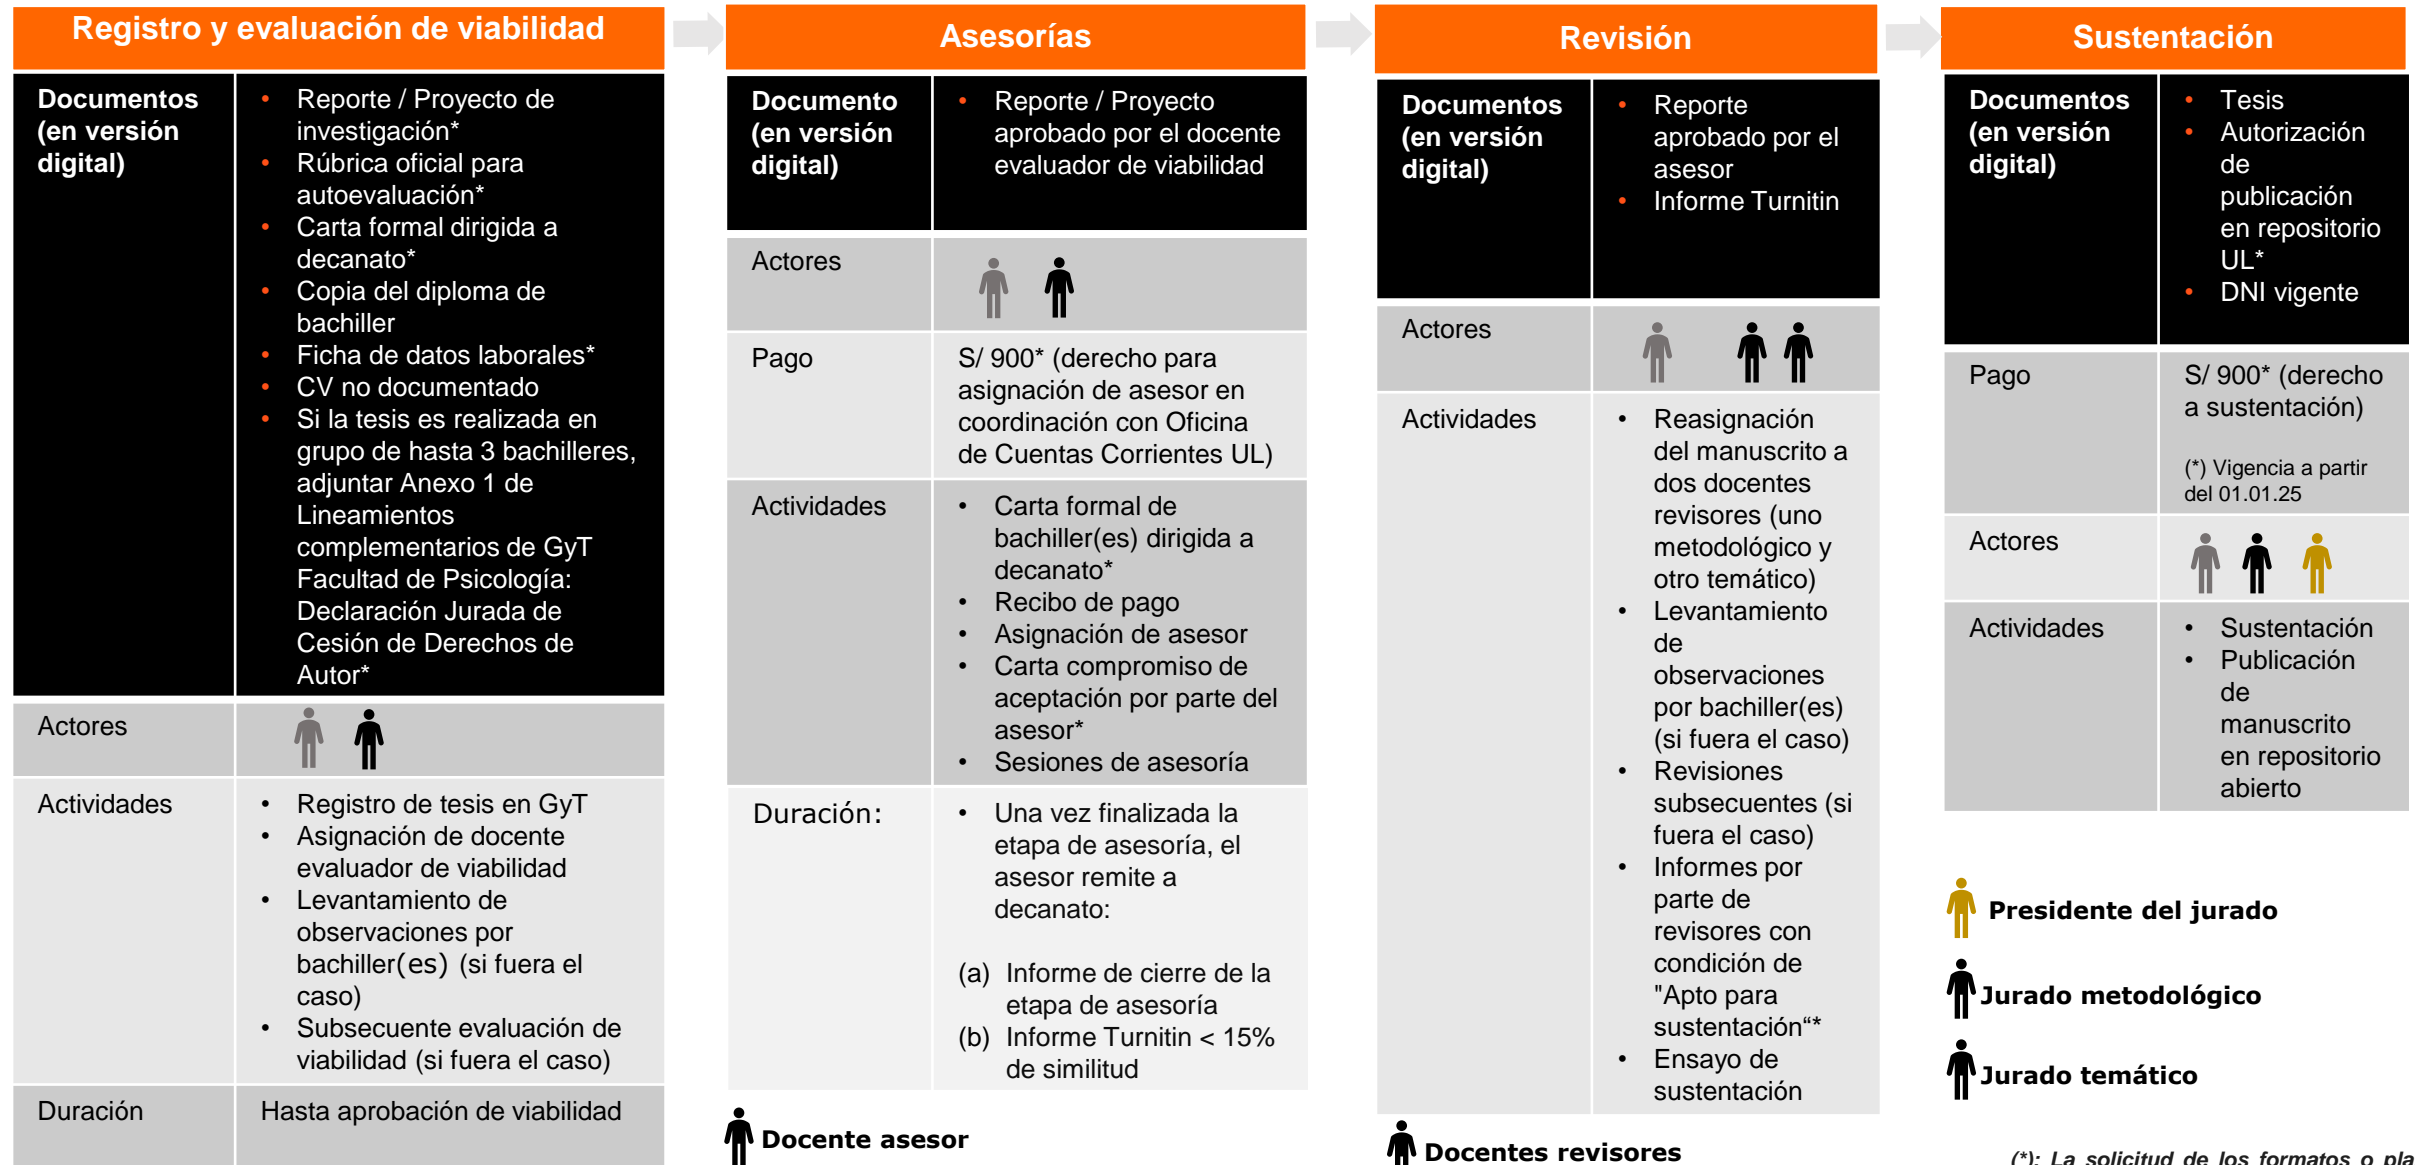 Registro y evaluación de viabilidad
Documentos
(en versión
digital)
• Reporte / Proyecto de
investigación*
• Rúbrica oficial para
autoevaluación*
• Carta formal dirigida a
decanato*
• Copia del diploma de
bachiller
• Ficha de datos laborales*
• CV no documentado
• Si la tesis es realizada en
grupo de hasta 3 bachilleres,
adjuntar Anexo 1 de
Lineamientos
complementarios de GyT
Facultad de Psicología:
Declaración Jurada de
Cesión de Derechos de
Autor*
Actores
Actividades
• Registro de tesis en GyT
• Asignación de docente
evaluador de viabilidad
• Levantamiento de
observaciones por
bachiller(es) (si fuera el
caso)
• Subsecuente evaluación de
viabilidad (si fuera el caso)
Duración
Hasta aprobación de viabilidad
Asesorías
Documento
(en versión
digital)
• Reporte / Proyecto
aprobado por el docente
evaluador de viabilidad
Actores
Pago
S/ 900* (derecho para
asignación de asesor en
coordinación con Oficina
de Cuentas Corrientes UL)
Actividades
• Carta formal de
bachiller(es) dirigida a
decanato*
• Recibo de pago
• Asignación de asesor
• Carta compromiso de
aceptación por parte del
asesor*
• Sesiones de asesoría
Duración:
• Una vez finalizada la
etapa de asesoría, el
asesor remite a
decanato:
(a) Informe de cierre de la
etapa de asesoría
(b) Informe Turnitin < 15%
de similitud
Docente asesor
Revisión
Documentos
(en versión
digital)
• Reporte
aprobado por el
asesor
• Informe Turnitin
Actores
Actividades
• Reasignación
del manuscrito a
dos docentes
revisores (uno
metodológico y
otro temático)
• Levantamiento
de
observaciones
por bachiller(es)
(si fuera el caso)
• Revisiones
subsecuentes (si
fuera el caso)
• Informes por
parte de
revisores con
condición de
"Apto para
sustentación“*
• Ensayo de
sustentación
Docentes revisores
Sustentación
Documentos
(en versión
digital)
• Tesis
• Autorización
de
publicación
en repositorio
UL*
• DNI vigente
Pago
S/ 900* (derecho
a sustentación)
(*) Vigencia a partir
del 01.01.25
Actores
Actividades
• Sustentación
• Publicación
de
manuscrito
en repositorio
abierto
Presidente del jurado
Jurado metodológico
Jurado temático
(*): La solicitud de los formatos o pla